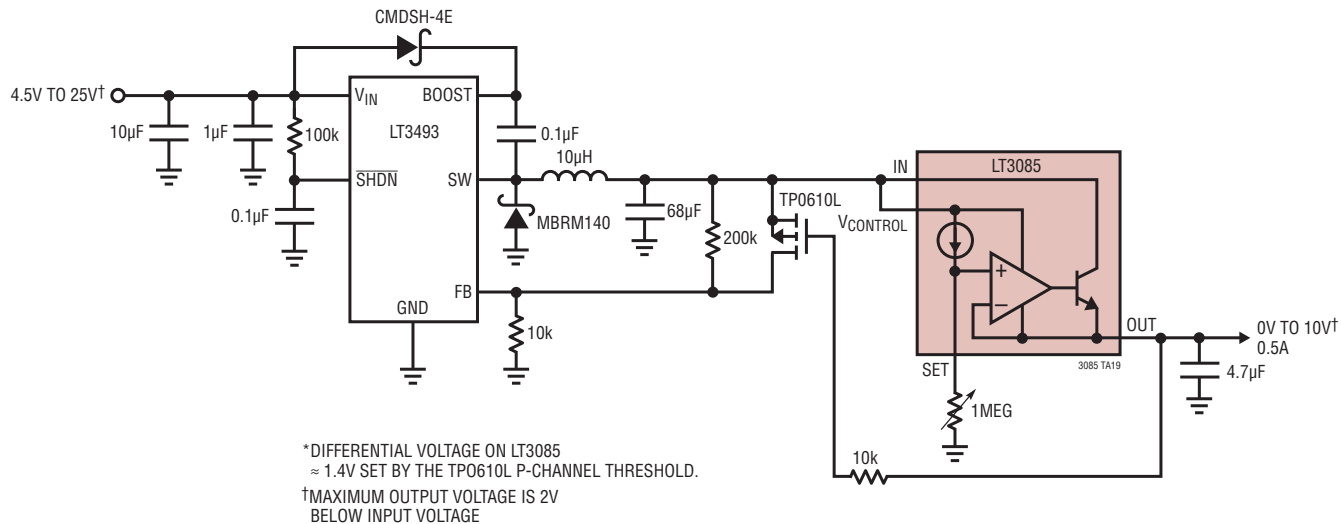 CMDSH-4E
4.5V TO 25V†
VIN
BOOST
LT3493
10µF
1µF
100k
0.1µF
10µH
SHDN
SW
0.1µF
MBRM140
68µF
200k
TP0610L
IN
LT3085
VCONTROL
FB
GND
10k
+
–
OUT
0V TO 10V†
0.5A
3085 TA19
SET
4.7µF
1MEG
10k
*DIFFERENTIAL VOLTAGE ON LT3085
≈ 1.4V SET BY THE TPO610L P-CHANNEL THRESHOLD.
†MAXIMUM OUTPUT VOLTAGE IS 2V
BELOW INPUT VOLTAGE